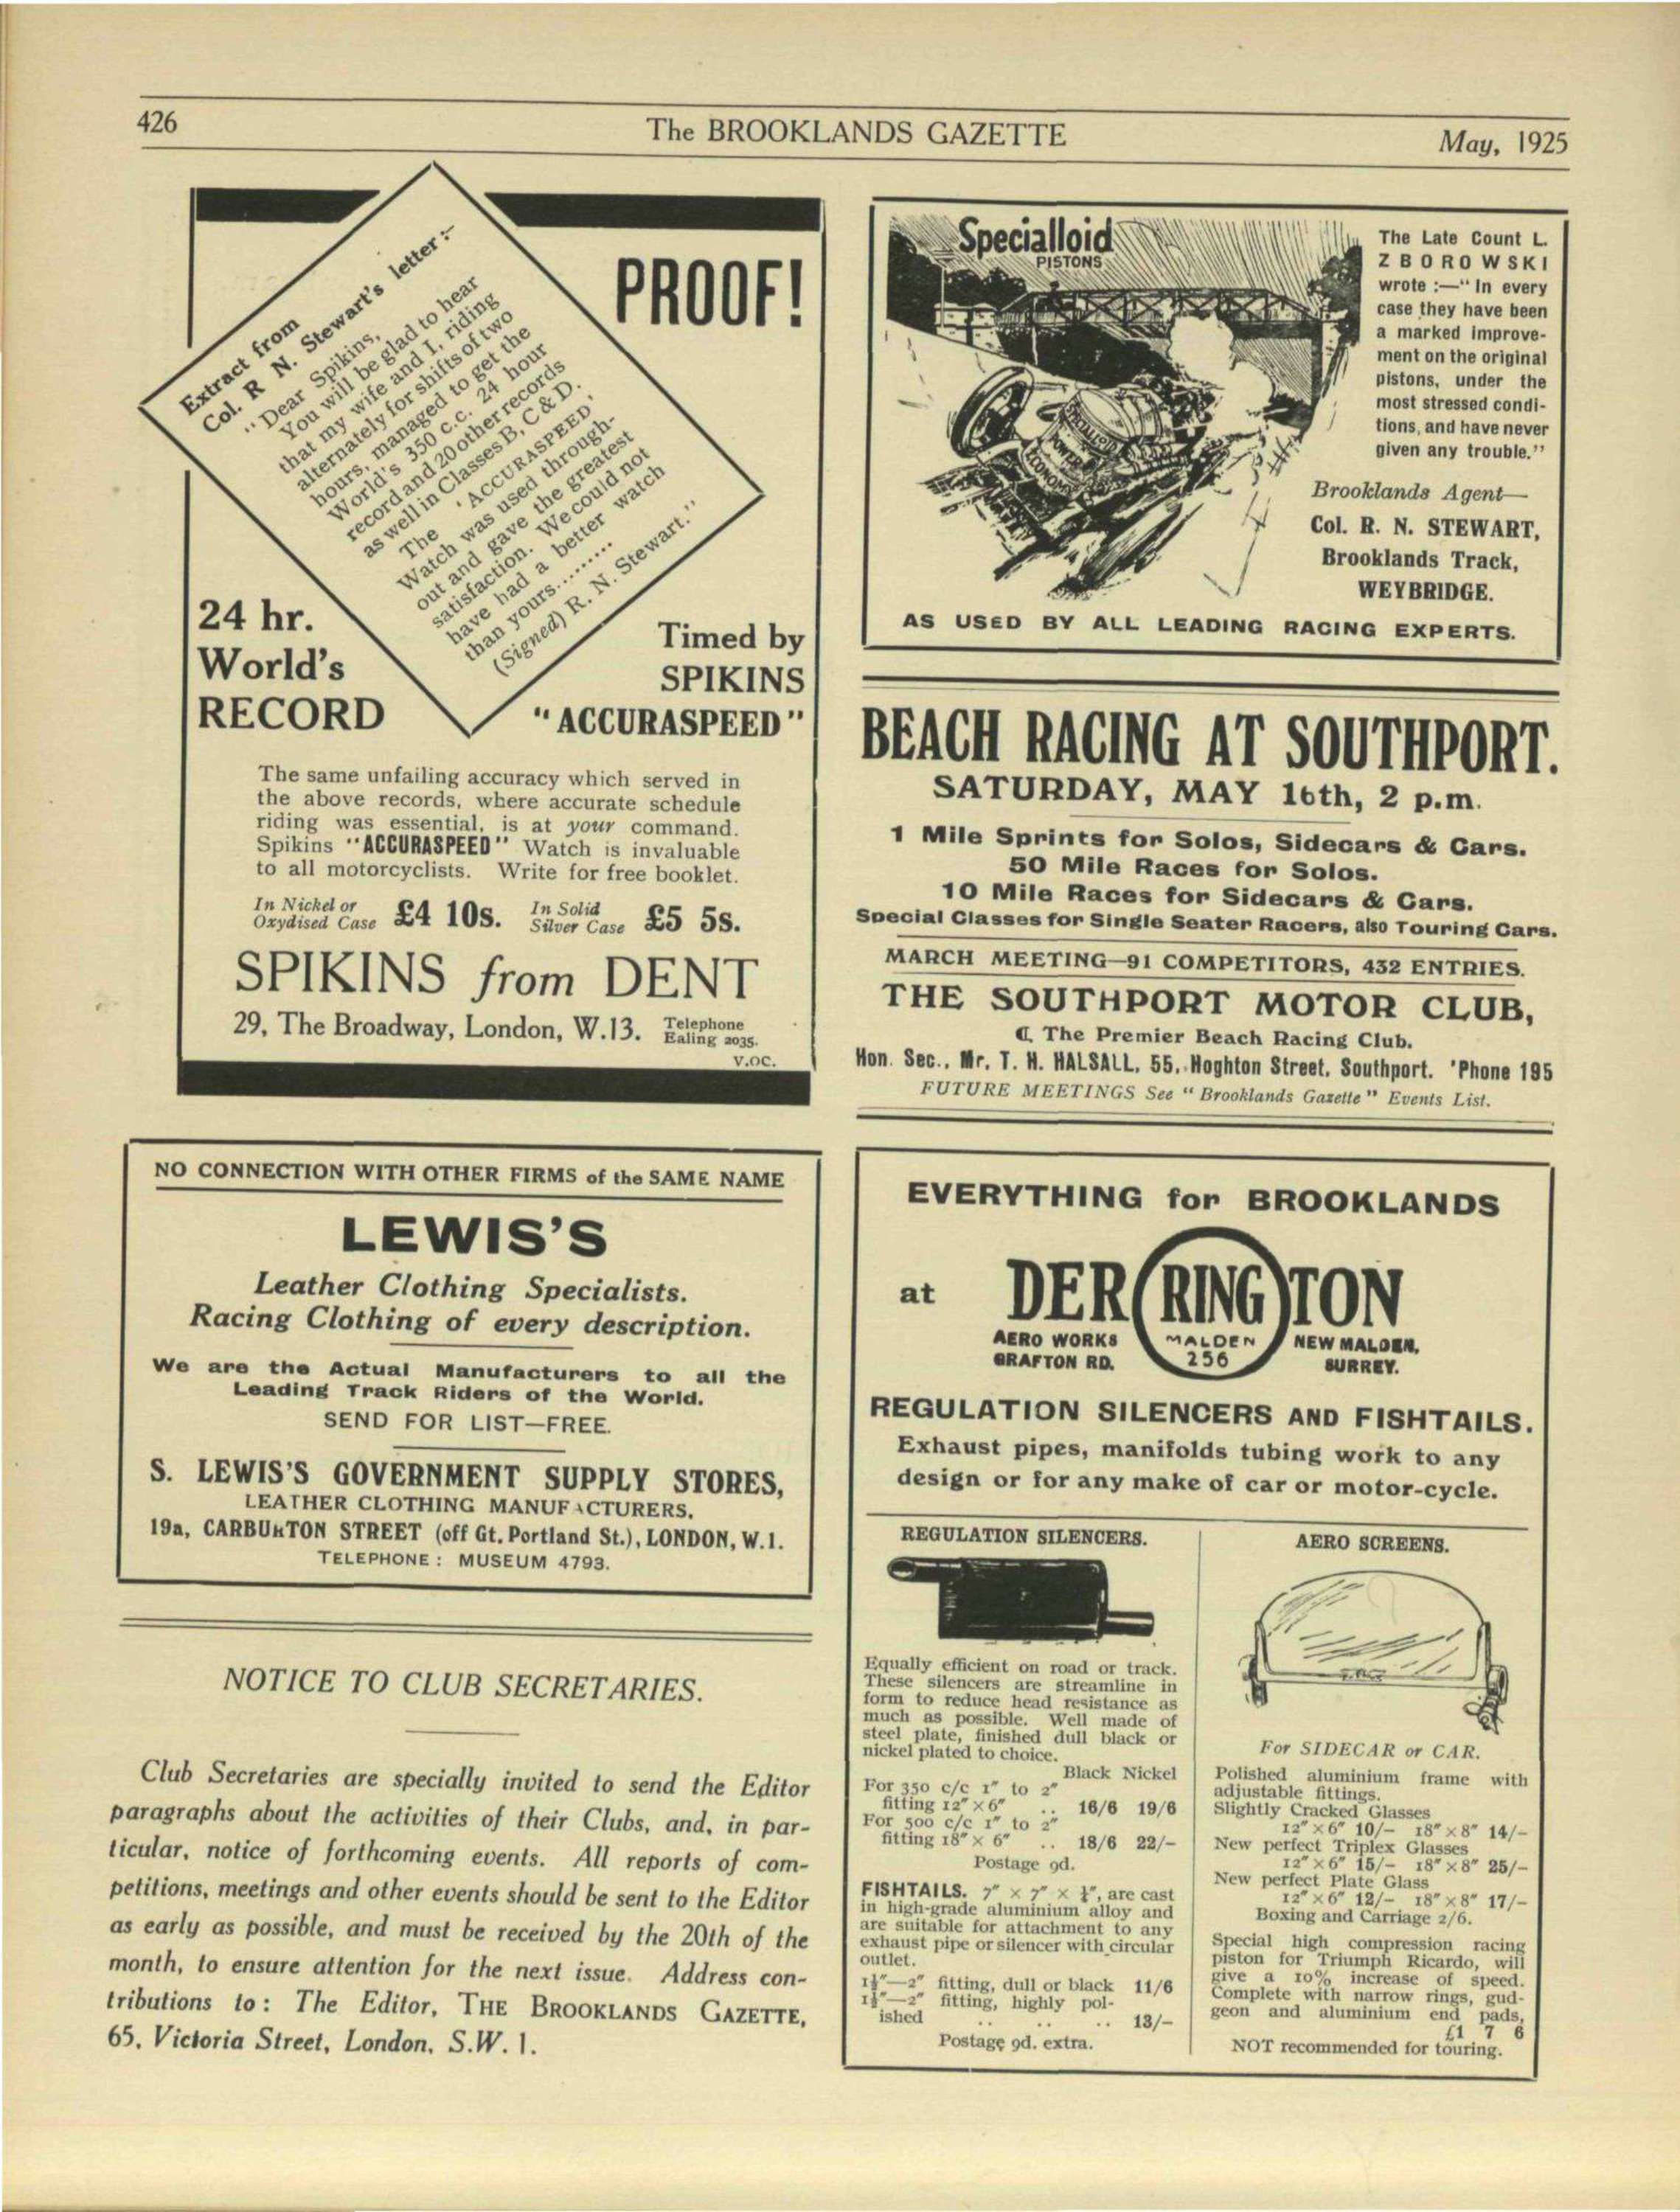 426
The BROOKLANDS GAZETTE
May, 1925
Extract from
Col. R N. Stewart's letter :-
" Dear Spikins,
You will be glad to hear
that my wife and I, riding
alternately for shifts of two
hours, managed to get the
World's 350 c.c. 24 hour
record and 20 other records
as well in Classes B, C & D.
The 'ACCURASPEED'
Watch was used through-
out and gave the greatest
satisfaction. We could not
have had a better watch
than yours.........
(Signed) R. N. Stewart."
PROOF!
24 hr.
World's
RECORD
Timed by
SPIKINS
"ACCURASPEED"
The same unfailing accuracy which served in
the above records, where accurate schedule
riding was essential, is at your command.
Spikins "ACCURASPEED" Watch is invaluable
to all motorcyclists. Write for free booklet.
In Nickel or
Oxydised Case £4 10s. In Solid
Silver Case £5 5s.
SPIKINS from DENT
29, The Broadway, London, W.13. Telephone
Ealing 2035.
V.OC.
NO CONNECTION WITH OTHER FIRMS of the SAME NAME
LEWIS'S
Leather Clothing Specialists.
Racing Clothing of every description.
We are the Actual Manufacturers to all the
Leading Track Riders of the World.
SEND FOR LIST—FREE.
S. LEWIS'S GOVERNMENT SUPPLY STORES,
LEATHER CLOTHING MANUFACTURERS.
19a, CARBURTON STREET (off Gt. Portland St.), LONDON, W.1.
TELEPHONE : MUSEUM 4793.
NOTICE TO CLUB SECRETARIES.
Club Secretaries are specially invited to send the Editor
paragraphs about the activities of their Clubs, and, in par-
ticular, notice of forthcoming events. All reports of com-
petitions, meetings and other events should be sent to the Editor
as early as possible, and must be received by the 20th of the
month, to ensure attention for the next issue. Address con-
tributions to : The Editor, THE BROOKLANDS GAZETTE,
65, Victoria Street, London, S.W. 1.
Specialloid
PISTONS
SPECIALLOID
POWER
ECONOMY
The Late Count L.
ZBOROWSKI
wrote :—" In every
case they have been
a marked improve-
ment on the original
pistons, under the
most stressed condi-
tions, and have never
given any trouble."
Brooklands Agent—
Col. R. N. STEWART,
Brooklands Track,
WEYBRIDGE.
AS USED BY ALL LEADING RACING EXPERTS.
BEACH RACING AT SOUTHPORT.
SATURDAY, MAY 16th, 2 p.m.
1 Mile Sprints for Solos, Sidecars & Cars.
50 Mile Races for Solos.
10 Mile Races for Sidecars & Cars.
Special Classes for Single Seater Racers, also Touring Cars.
MARCH MEETING—91 COMPETITORS, 432 ENTRIES.
THE SOUTHPORT MOTOR CLUB,
The Premier Beach Racing Club.
Hon. Sec., Mr. T. H. HALSALL, 55, Hoghton Street, Southport. 'Phone 195
FUTURE MEETINGS See " Brooklands Gazette " Events List.
EVERYTHING for BROOKLANDS
at DERRINGTON
AERO WORKS
GRAFTON RD.
MALDEN
256
NEW MALDEN,
SURREY.
REGULATION SILENCERS AND FISHTAILS.
Exhaust pipes, manifolds tubing work to any
design or for any make of car or motor-cycle.
REGULATION SILENCERS.
Equally efficient on road or track.
These silencers are streamline in
form to reduce head resistance as
much as possible. Well made of
steel plate, finished dull black or
nickel plated to choice.
Black Nickel
For 350 c/c 1" to 2"
fitting 12" × 6" .. 16/6 19/6
For 500 c/c 1" to 2"
fitting 18" × 6" .. 18/6 22/-
Postage 9d.
FISHTAILS. 7" × 7" × , are cast
in high-grade aluminium alloy and
are suitable for attachment to any
exhaust pipe or silencer with circular
outlet.
—2" fitting, dull or black 11/6
—2" fitting, highly pol-
ished .. .. .. 13/-
Postage 9d. extra.
AERO SCREENS.
For SIDECAR or CAR.
Polished aluminium frame with
adjustable fittings.
Slightly Cracked Glasses
12" × 6" 10/- 18" × 8" 14/-
New perfect Triplex Glasses
12" × 6" 15/- 18" × 8" 25/-
New perfect Plate Glass
12" × 6" 12/- 18" × 8" 17/-
Boxing and Carriage 2/6.
Special high compression racing
piston for Triumph Ricardo, will
give a 10% increase of speed.
Complete with narrow rings, gud-
geon and aluminium end pads,
£1 7 6
NOT recommended for touring.